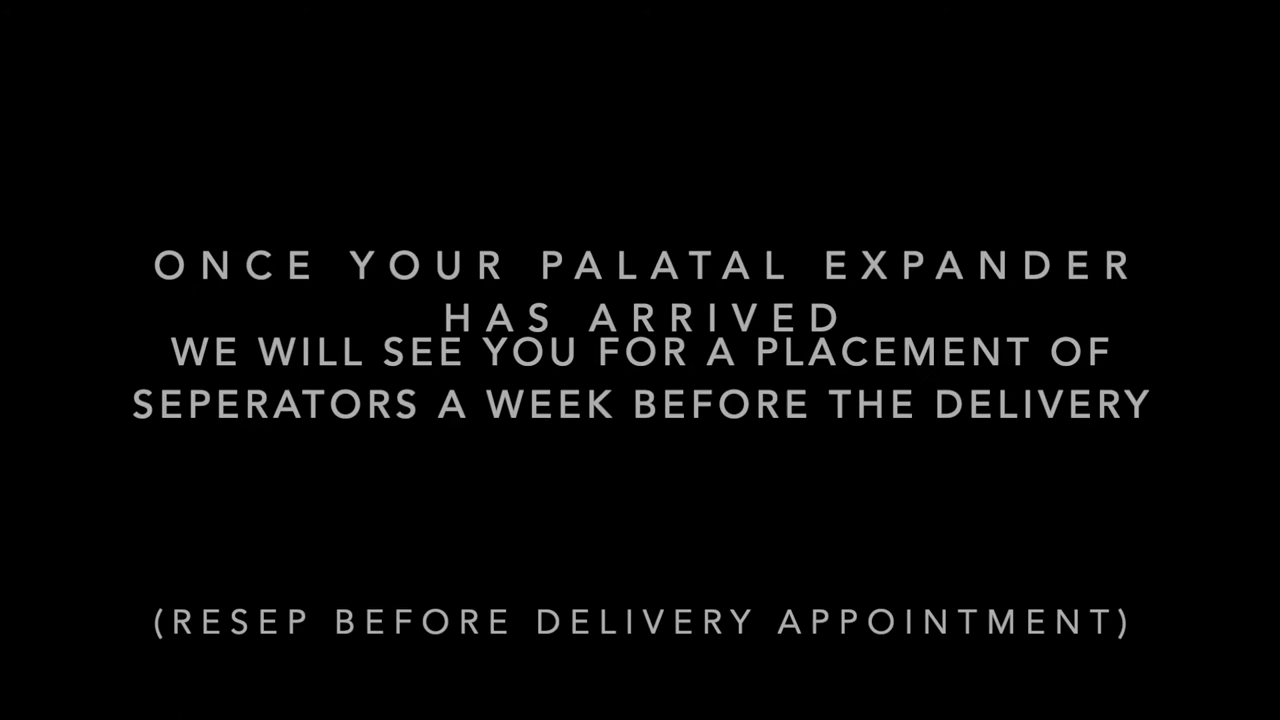 ONCE YOUR PALATAL EXPANDER
HAS ARRIVED
WE WILL SEE YOU FOR A PLACEMENT OF
SEPERATORS A WEEK BEFORE THE DELIVERY
(RESEP BEFORE DELIVERY APPOINTMENT)